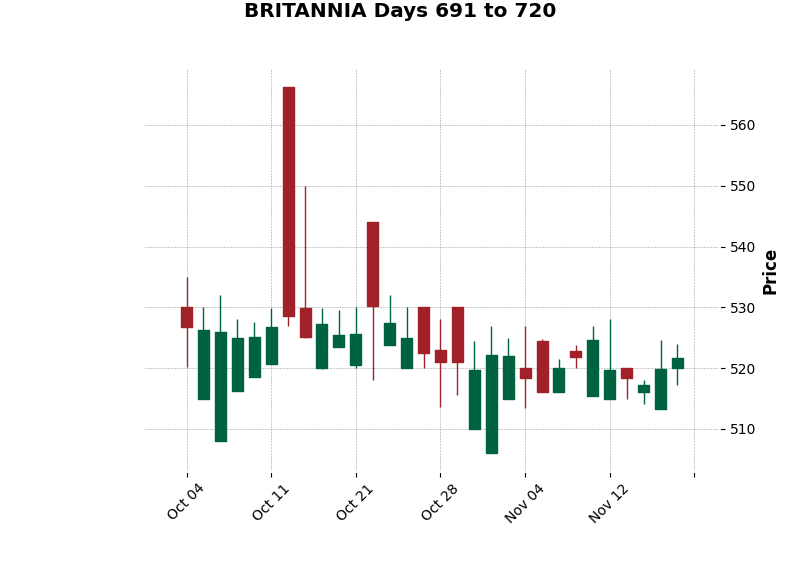 BRITANNIA Days 691 to 720
560
550
540
530
520
510
Price
Oct 04
Oct 11
Oct 21
Oct 28
Nov 04
Nov 12